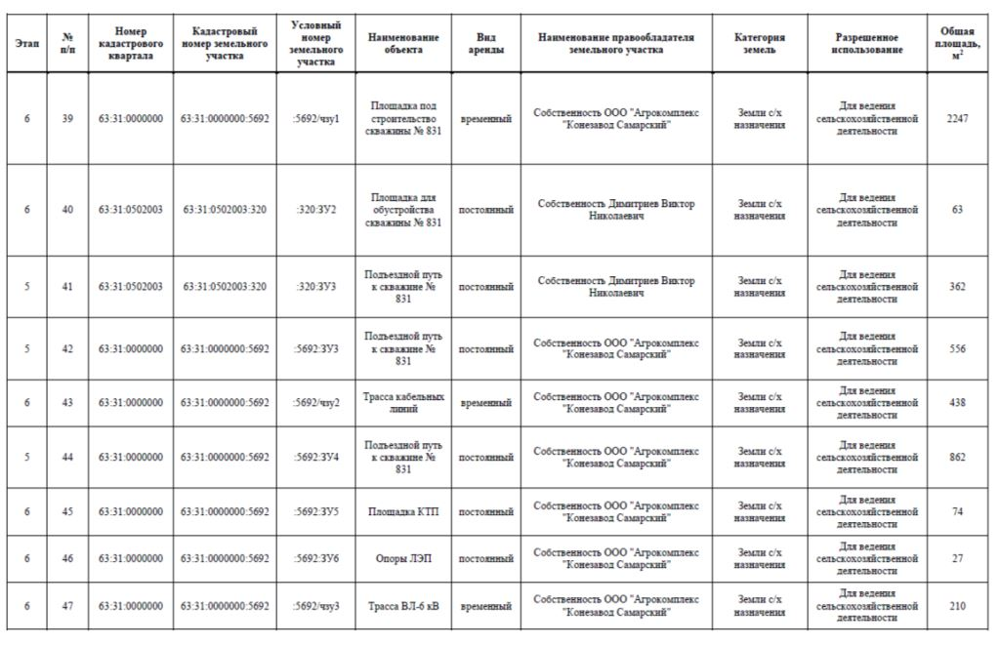 Этап
№
п/п
Номер
кадастрового
квартала
Кадастровый
номер земельного
участка
Условный
номер
земельного
участка
Наименование
объекта
Вид
аренды
Наименование правообладателя
земельного участка
Категория
земель
Разрешенное
использование
Общая
площадь,
м²
6
39
63:31:0000000
63:31:0000000:5692
:5692/чзу1
Площадка под
строительство
скважины № 831
временный
Собственность ООО "Агрокомплекс
"Конезавод Самарский"
Земли с/х
назначения
Для ведения
сельскохозяйственной
деятельности
2247
6
40
63:31:0502003
63:31:0502003:320
:320:ЗУ2
Площадка для
обустройства
скважины № 831
постоянный
Собственность Димитриев Виктор
Николаевич
Земли с/х
назначения
Для ведения
сельскохозяйственной
деятельности
63
5
41
63:31:0502003
63:31:0502003:320
:320:ЗУ3
Подъездной путь
к скважине №
831
постоянный
Собственность Димитриев Виктор
Николаевич
Земли с/х
назначения
Для ведения
сельскохозяйственной
деятельности
362
5
42
63:31:0000000
63:31:0000000:5692
:5692:ЗУ3
Подъездной путь
к скважине №
831
постоянный
Собственность ООО "Агрокомплекс
"Конезавод Самарский"
Земли с/х
назначения
Для ведения
сельскохозяйственной
деятельности
556
6
43
63:31:0000000
63:31:0000000:5692
:5692/чзу2
Трасса кабельных
линий
временный
Собственность ООО "Агрокомплекс
"Конезавод Самарский"
Земли с/х
назначения
Для ведения
сельскохозяйственной
деятельности
438
5
44
63:31:0000000
63:31:0000000:5692
:5692:ЗУ4
Подъездной путь
к скважине №
831
постоянный
Собственность ООО "Агрокомплекс
"Конезавод Самарский"
Земли с/х
назначения
Для ведения
сельскохозяйственной
деятельности
862
6
45
63:31:0000000
63:31:0000000:5692
:5692:ЗУ5
Площадка КТП
постоянный
Собственность ООО "Агрокомплекс
"Конезавод Самарский"
Земли с/х
назначения
Для ведения
сельскохозяйственной
деятельности
74
6
46
63:31:0000000
63:31:0000000:5692
:5692:ЗУ6
Опоры ЛЭП
постоянный
Собственность ООО "Агрокомплекс
"Конезавод Самарский"
Земли с/х
назначения
Для ведения
сельскохозяйственной
деятельности
27
6
47
63:31:0000000
63:31:0000000:5692
:5692/чзу3
Трасса ВЛ-6 кВ
временный
Собственность ООО "Агрокомплекс
"Конезавод Самарский"
Земли с/х
назначения
Для ведения
сельскохозяйственной
деятельности
210